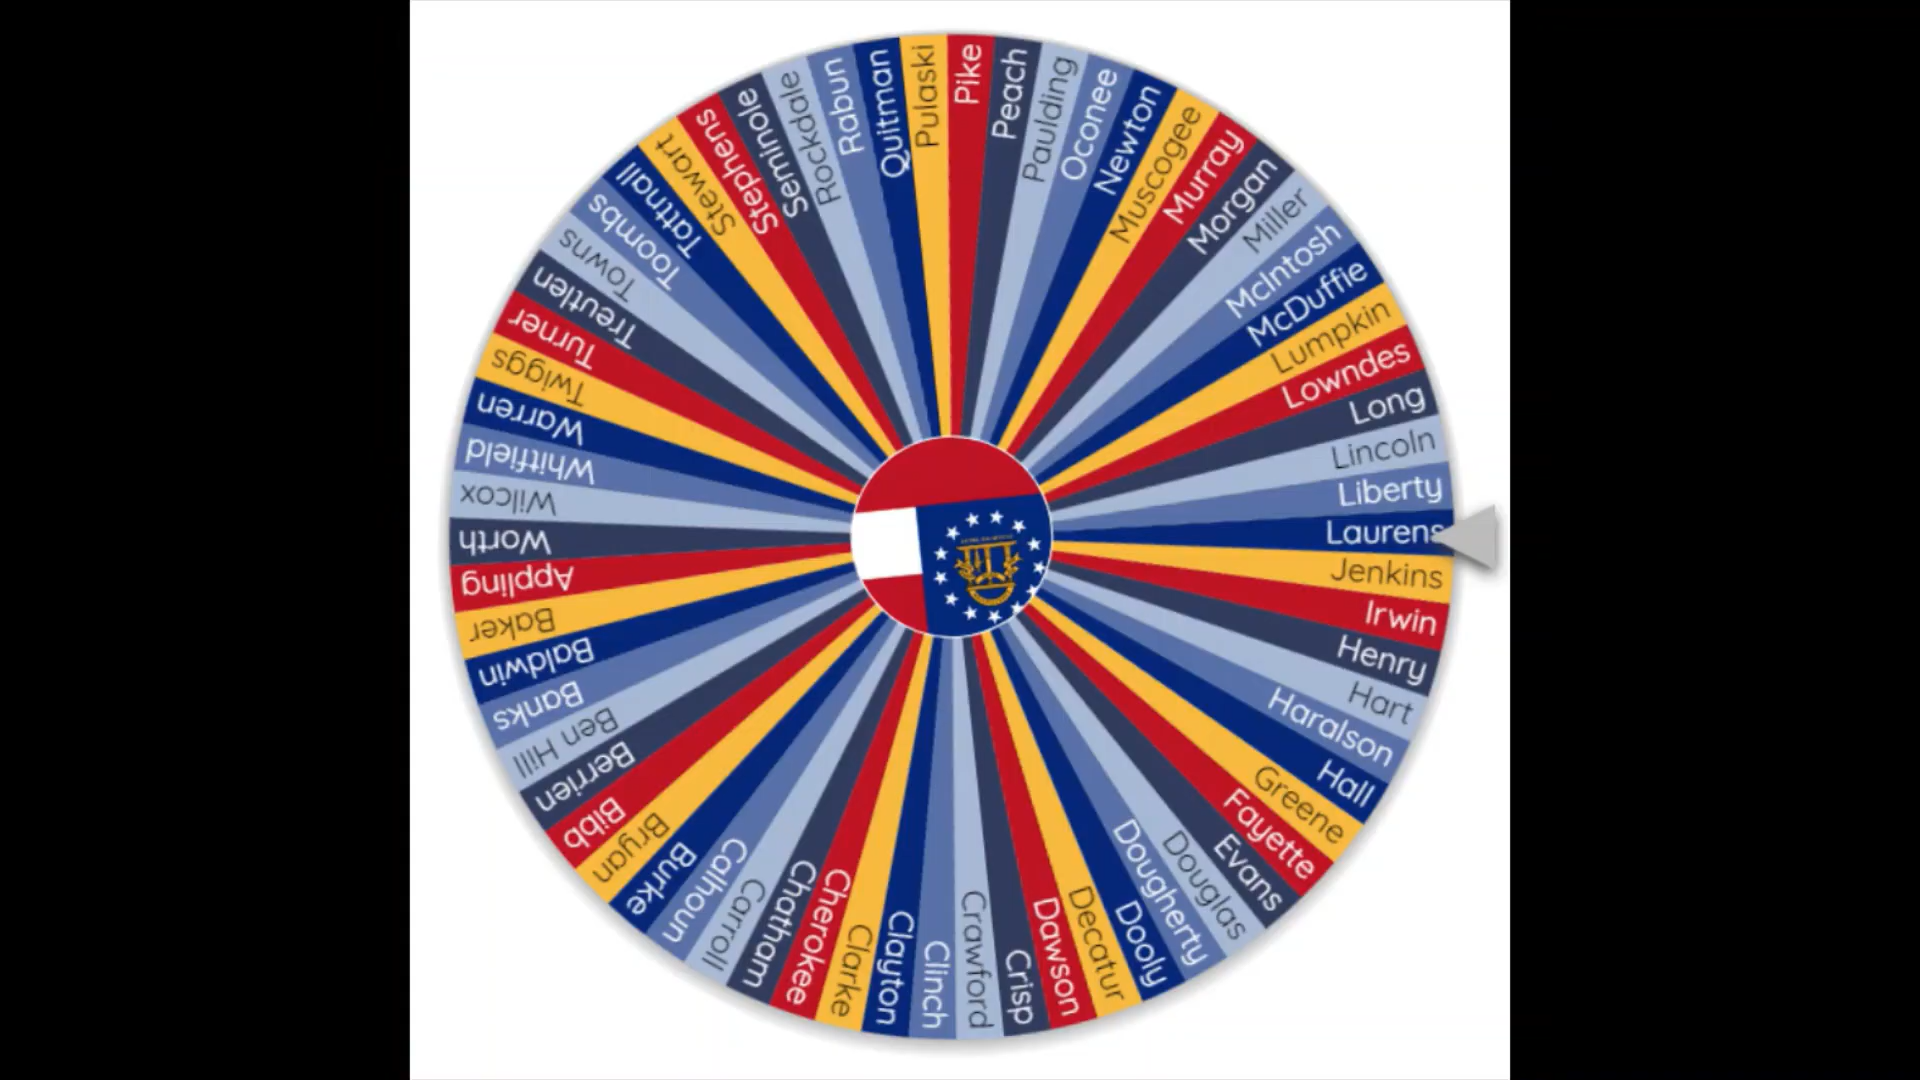 Pike
Peach
Paulding
Oconee
Newton
Muscogee
Murray
Morgan
Miller
McIntosh
McDuffie
Lumpkin
Lowndes
Long
Lincoln
Liberty
Laurens
Jenkins
Irwin
Henry
Hart
Haralson
Hall
Greene
Fayette
Evans
Douglas
Dougherty
Dooly
Decatur
Dawson
Crisp
Crawford
Clinch
Clayton
Clarke
Cherokee
Chatham
Carroll
Calhoun
Burke
Bryan
Bibb
Berrien
Ben Hill
Banks
Baldwin
Baker
Appling
Worth
Wilcox
Whitfield
Warren
Twiggs
Turner
Treutlen
Towns
Toombs
Tattnall
Stewart
Stephens
Seminole
Rockdale
Rabun
Quitman
Pulaski